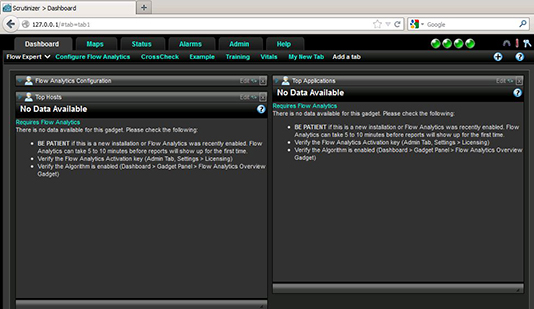 Scrutinizer > Dashboard
127.0.0.1/#tab=tab1
Google
Dashboard Maps Status Alarms Admin Help
Flow Expert Configure Flow Analytics CrossCheck Example Training Vitals My New Tab Add a tab
Flow Analytics Configuration Edit
Top Hosts Edit
No Data Available
Requires Flow Analytics
There is no data available for this gadget. Please check the following:
BE PATIENT if this is a new installation or Flow Analytics was recently enabled. Flow
Analytics can take 5 to 10 minutes before reports will show up for the first time.
Verify the Flow Analytics Activation key (Admin Tab, Settings > Licensing)
Verify the Algorithm is enabled (Dashboard > Gadget Panel > Flow Analytics Overview
Gadget)
Top Applications Edit
No Data Available
Requires Flow Analytics
There is no data available for this gadget. Please check the following:
BE PATIENT if this is a new installation or Flow Analytics was recently enabled. Flow
Analytics can take 5 to 10 minutes before reports will show up for the first time.
Verify the Flow Analytics Activation key (Admin Tab, Settings > Licensing)
Verify the Algorithm is enabled (Dashboard > Gadget Panel > Flow Analytics Overview
Gadget)